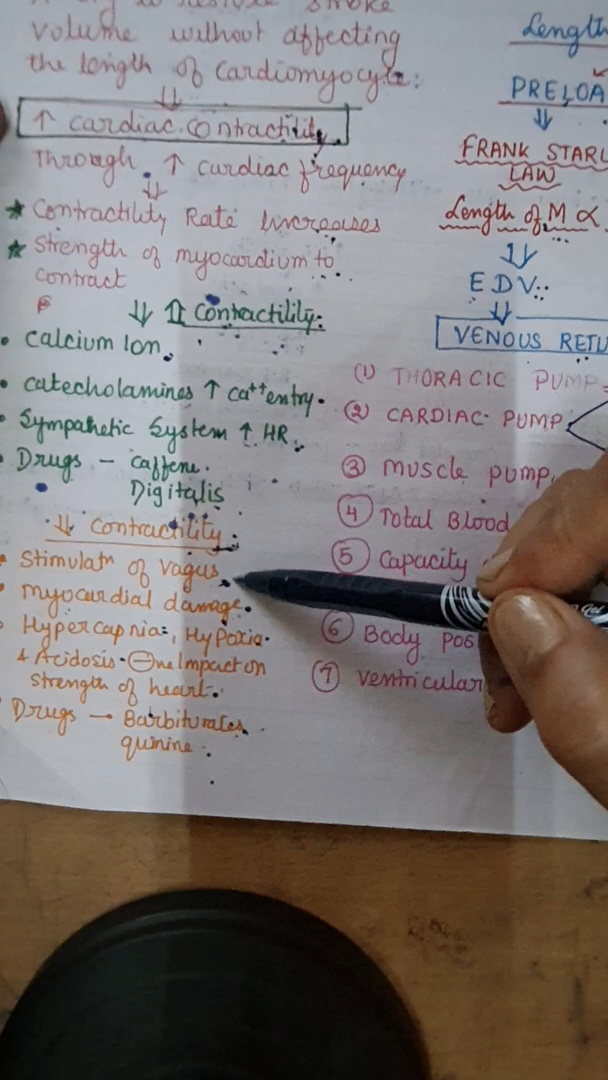 volume without affecting
the length of Cardiomyocyte:
↑ cardiac contractility
Through ↑ cardiac frequency
★ Contractility Rate Increases
★ Strength of myocardium to
contract
⇓ ⇑ Contractility:
• Calcium Ion.
• Catecholamines ↑ Ca⁺⁺ entry.
• Sympathetic System ↑ HR.
• Drugs – Caffene.
Digitalis
↓ Contractility:
• Stimulatn of Vagus
• Myocardial damage.
• Hypercapnia, Hypoxia.
+ Acidosis. ⊖ne Impact on
strength of heart.
Drugs → Barbiturates
quinine.
Length
PRELOA
⇓
FRANK STARL
LAW
Length of M ∝
⇓
EDV:
⇓
VENOUS RETU
(1) THORACIC PUMP
(2) CARDIAC PUMP
(3) Muscle pump,
(4) Total Blood
(5) Capacity
(6) Body Pos
(7) Ventricular